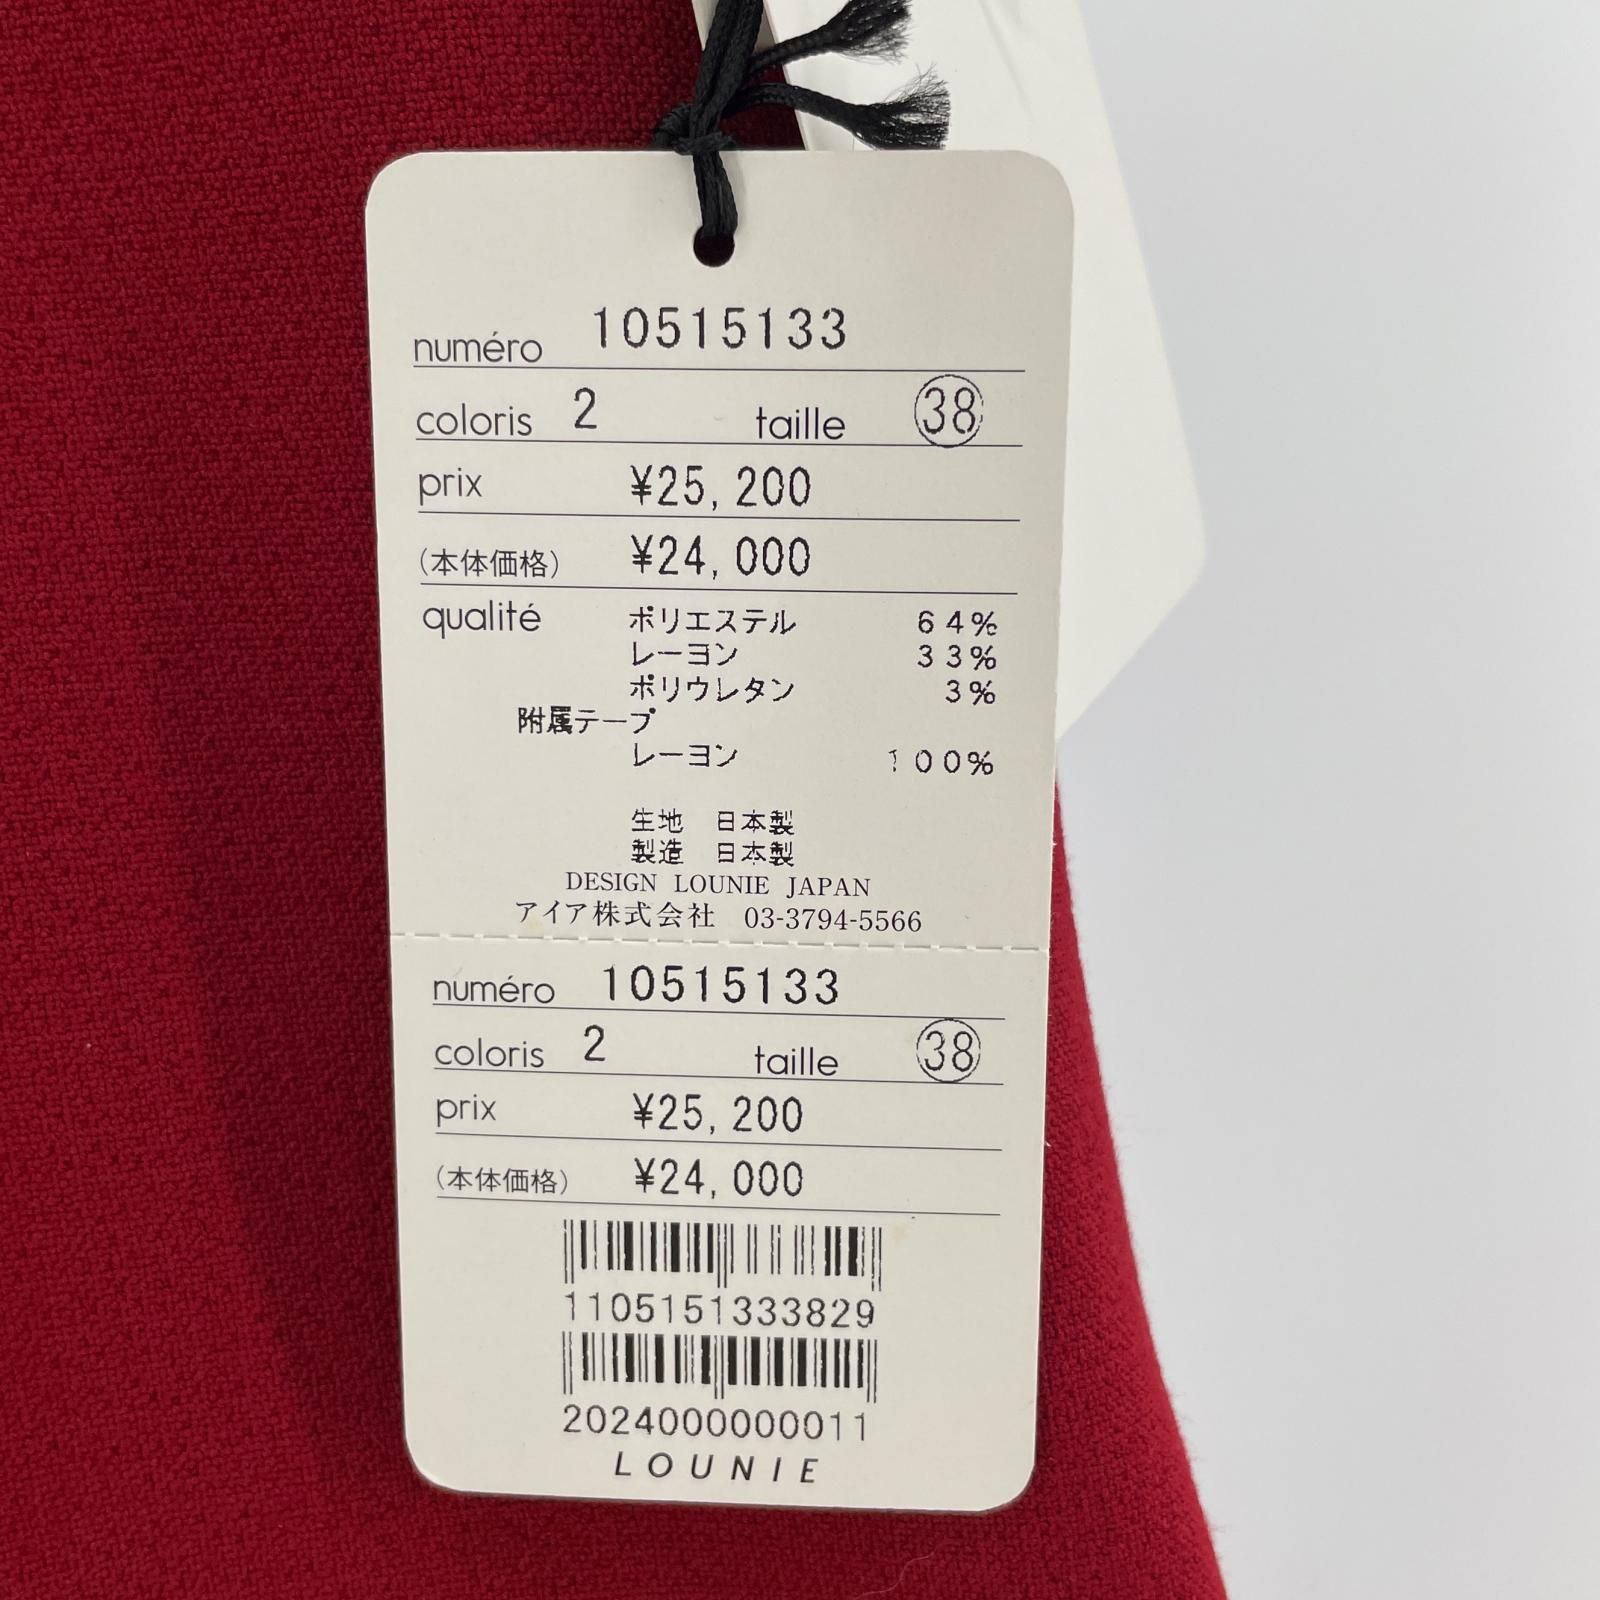 numéro 10515133
coloris 2 taille 38
prix ¥25,200
(本体価格) ¥24,000
qualité ポリエステル 64%
レーヨン 33%
ポリウレタン 3%
附属テープ
レーヨン 100%
生地 日本製
製造 日本製
DESIGN LOUNIE JAPAN
アイア株式会社 03-3794-5566
numéro 10515133
coloris 2 taille 38
prix ¥25,200
(本体価格) ¥24,000
1105151333829
2024000000011
LOUNIE